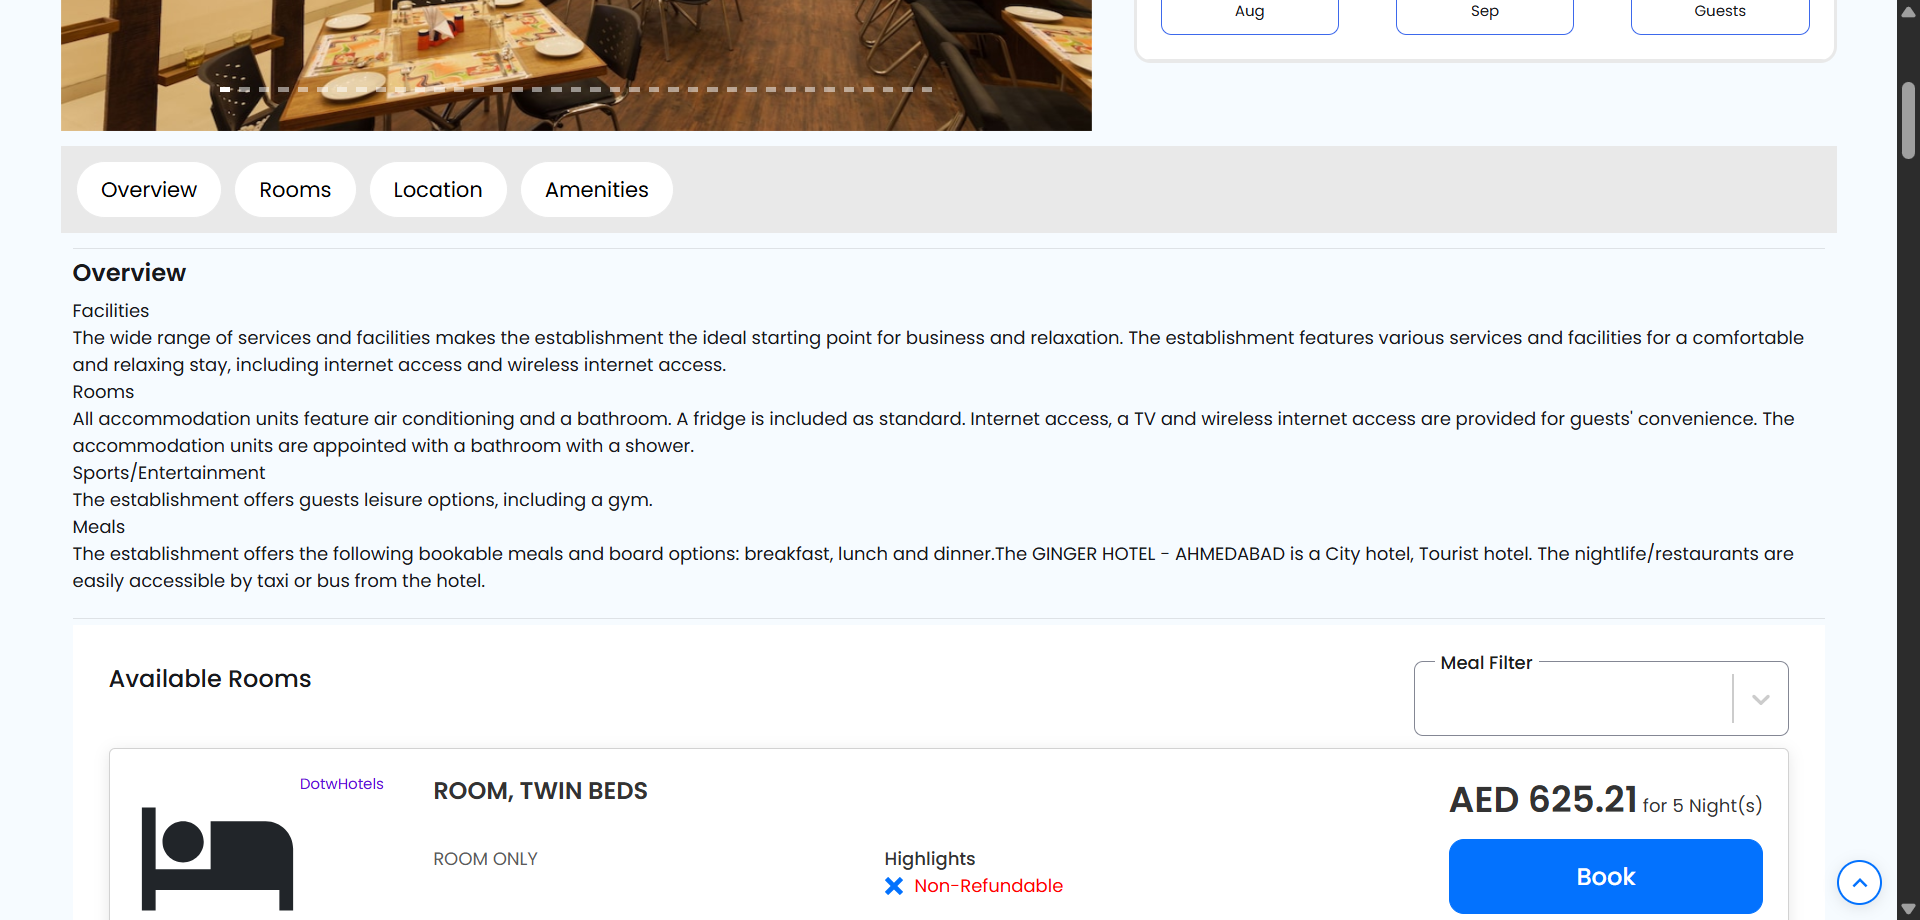 Aug
Sep
Guests
Overview
Rooms
Location
Amenities
Overview
Facilities
The wide range of services and facilities makes the establishment the ideal starting point for business and relaxation. The establishment features various services and facilities for a comfortable
and relaxing stay, including internet access and wireless internet access.
Rooms
All accommodation units feature air conditioning and a bathroom. A fridge is included as standard. Internet access, a TV and wireless internet access are provided for guests' convenience. The
accommodation units are appointed with a bathroom with a shower.
Sports/Entertainment
The establishment offers guests leisure options, including a gym.
Meals
The establishment offers the following bookable meals and board options: breakfast, lunch and dinner.The GINGER HOTEL - AHMEDABAD is a City hotel, Tourist hotel. The nightlife/restaurants are
easily accessible by taxi or bus from the hotel.
Available Rooms
Meal Filter
DotwHotels
ROOM, TWIN BEDS
AED 625.21 for 5 Night(s)
ROOM ONLY
Highlights
Non-Refundable
Book